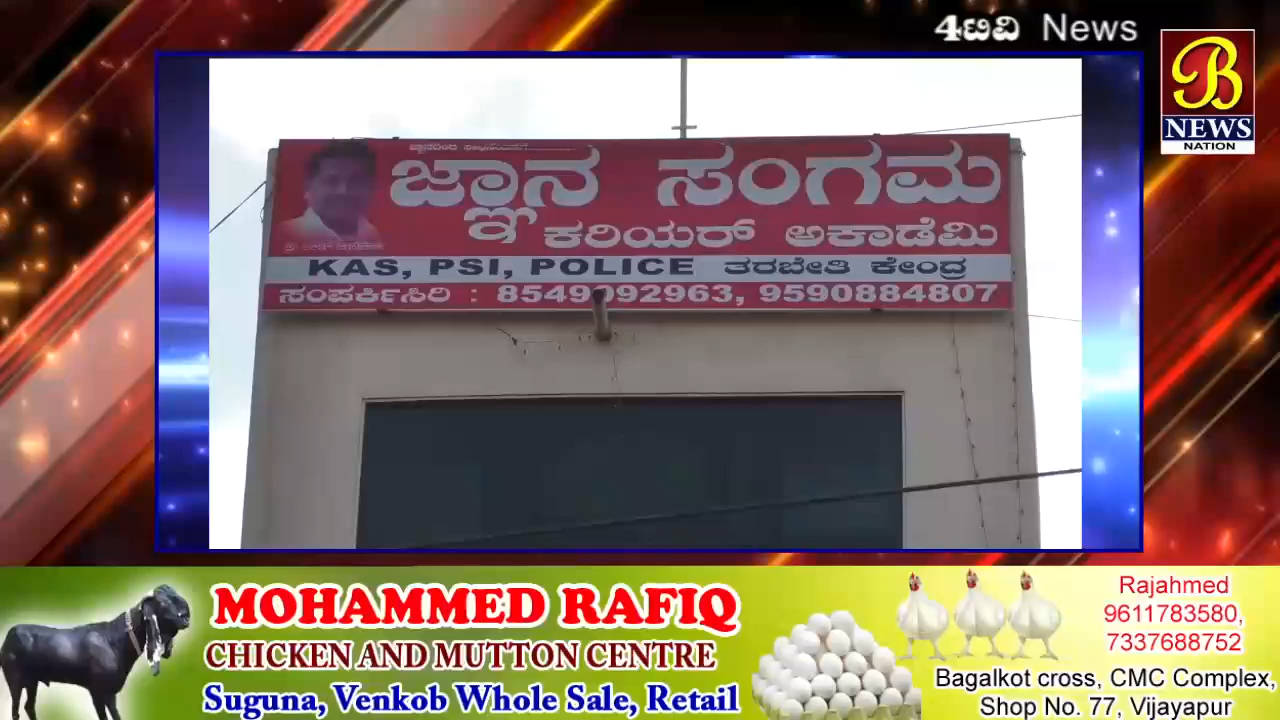 4ಟಿವಿ News
B
NEWS
NATION
ಜ್ಞಾನ ಸಂಗಮ
ಕರಿಯರ್ ಅಕಾಡೆಮಿ
KAS, PSI, POLICE ತರಬೇತಿ ಕೇಂದ್ರ
ಸಂಪರ್ಕಿಸಿರಿ : 8549092963, 9590884807
MOHAMMED RAFIQ
CHICKEN AND MUTTON CENTRE
Suguna, Venkob Whole Sale, Retail
Rajahmed
9611783580,
7337688752
Bagalkot cross, CMC Complex,
Shop No. 77, Vijayapur